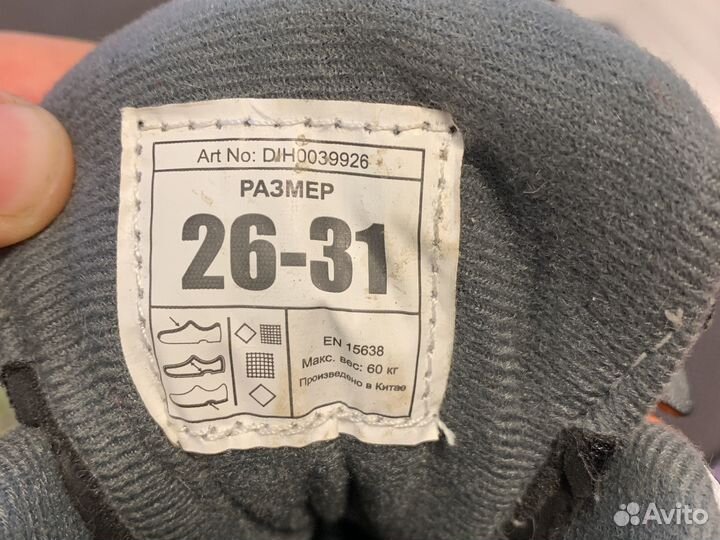 Art No: DIH0039926
РАЗМЕР
26-31
EN 15638
Макс. вес: 60 кг
Произведено в Китае
Avito